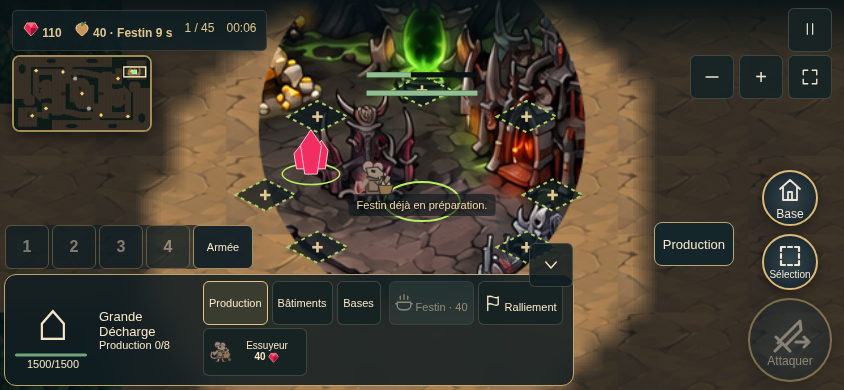 110 40 · Festin 9 s 1 / 45 00:06
Festin déjà en préparation.
Production
Base
Sélection
Attaquer
1 2 3 4 Armée
Grande
Décharge
Production 0/8
1500/1500
Production Bâtiments Bases Festin · 40 Ralliement
Essuyeur
40